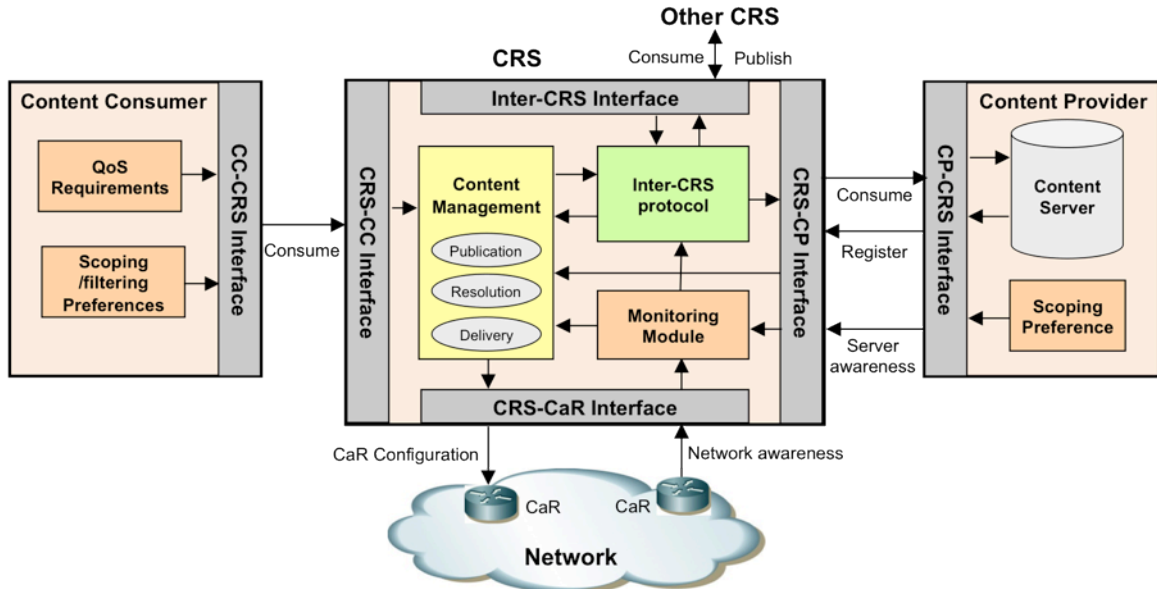 Other CRS
CRS
Consume
Publish
Content Consumer
QoS
Requirements
Scoping
/filtering
Preferences
CC-CRS Interface
Consume
CRS-CC Interface
Inter-CRS Interface
Content
Management
Publication
Resolution
Delivery
Inter-CRS
protocol
Monitoring
Module
CRS-CaR Interface
CRS-CP Interface
Consume
Register
Server
awareness
CP-CRS Interface
Content Provider
Content
Server
Scoping
Preference
CaR Configuration
Network awareness
CaR
CaR
Network